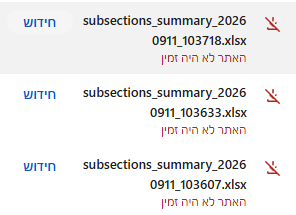 subsections_summary_2026
0911_103718.xlsx
האתר לא היה זמין
חידוש
subsections_summary_2026
0911_103633.xlsx
האתר לא היה זמין
חידוש
subsections_summary_2026
0911_103607.xlsx
האתר לא היה זמין
חידוש